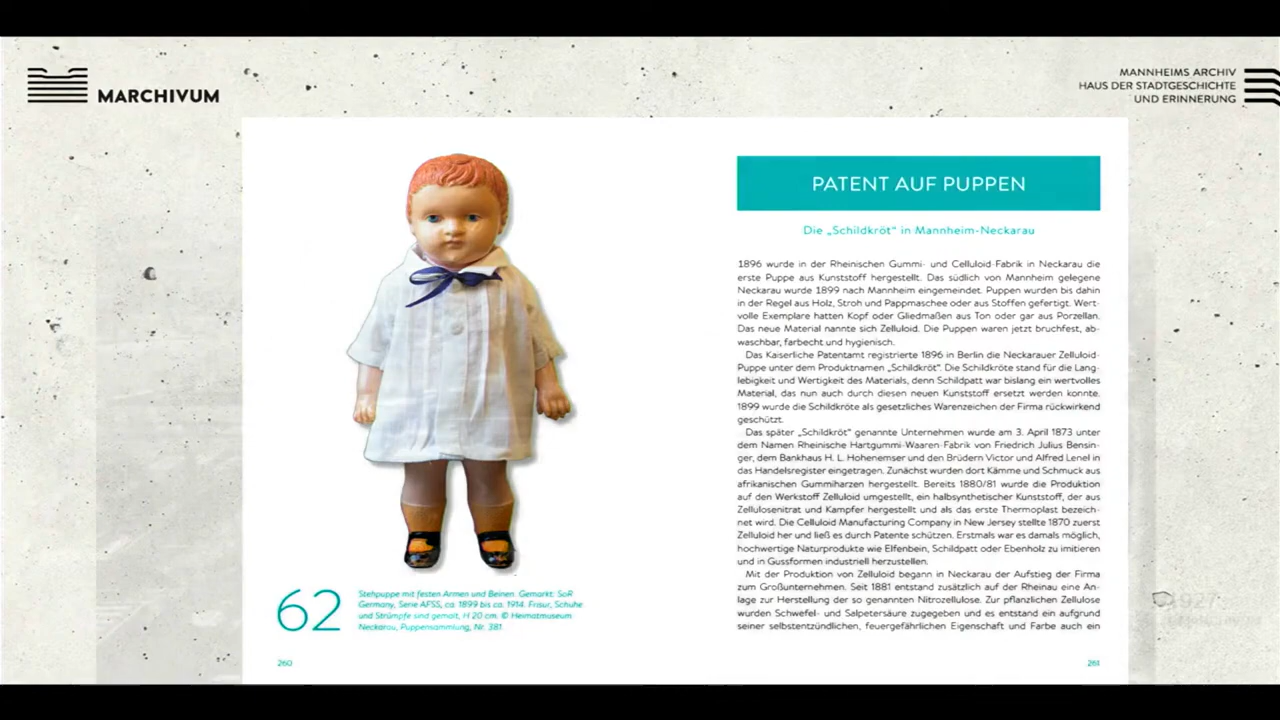 MARCHIVUM
MANNHEIMS ARCHIV
HAUS DER STADTGESCHICHTE
UND ERINNERUNG
62
Stehpuppe mit festen Armen und Beinen. Gemarkt: SoR
Germany, Serie AFSS, ca. 1899 bis ca. 1914. Frisur, Schuhe
und Strümpfe sind gemalt, H 20 cm. © Heimatmuseum
Neckarau, Puppensammlung, Nr. 381.
260
PATENT AUF PUPPEN
Die „Schildkröt“ in Mannheim-Neckarau
1896 wurde in der Rheinischen Gummi- und Celluloid-Fabrik in Neckarau die
erste Puppe aus Kunststoff hergestellt. Das südlich von Mannheim gelegene
Neckarau wurde 1899 nach Mannheim eingemeindet. Puppen wurden bis dahin
in der Regel aus Holz, Stroh und Pappmaschee oder aus Stoffen gefertigt. Wert-
volle Exemplare hatten Kopf oder Gliedmaßen aus Ton oder gar aus Porzellan.
Das neue Material nannte sich Zelluloid. Die Puppen waren jetzt bruchfest, ab-
waschbar, farbecht und hygienisch.
Das Kaiserliche Patentamt registrierte 1896 in Berlin die Neckarauer Zelluloid-
Puppe unter dem Produktnamen „Schildkröt“. Die Schildkröte stand für die Lang-
lebigkeit und Wertigkeit des Materials, denn Schildpatt war bislang ein wertvolles
Material, das nun auch durch diesen neuen Kunststoff ersetzt werden konnte.
1899 wurde die Schildkröte als gesetzliches Warenzeichen der Firma rückwirkend
geschützt.
Das später „Schildkröt“ genannte Unternehmen wurde am 3. April 1873 unter
dem Namen Rheinische Hartgummi-Waaren-Fabrik von Friedrich Julius Bensin-
ger, dem Bankhaus H. L. Hohenemser und den Brüdern Victor und Alfred Lenel in
das Handelsregister eingetragen. Zunächst wurden dort Kämme und Schmuck aus
afrikanischen Gummiharzen hergestellt. Bereits 1880/81 wurde die Produktion
auf den Werkstoff Zelluloid umgestellt, ein halbsynthetischer Kunststoff, der aus
Zellulosenitrat und Kampfer hergestellt und als das erste Thermoplast bezeich-
net wird. Die Celluloid Manufacturing Company in New Jersey stellte 1870 zuerst
Zelluloid her und ließ es durch Patente schützen. Erstmals war es damals möglich,
hochwertige Naturprodukte wie Elfenbein, Schildpatt oder Ebenholz zu imitieren
und in Gussformen industriell herzustellen.
Mit der Produktion von Zelluloid begann in Neckarau der Aufstieg der Firma
zum Großunternehmen. Seit 1881 entstand zusätzlich auf der Rheinau eine An-
lage zur Herstellung der so genannten Nitrozellulose. Zur pflanzlichen Zellulose
wurden Schwefel- und Salpetersäure zugegeben und es entstand ein aufgrund
seiner selbstentzündlichen, feuergefährlichen Eigenschaft und Farbe auch ein
261